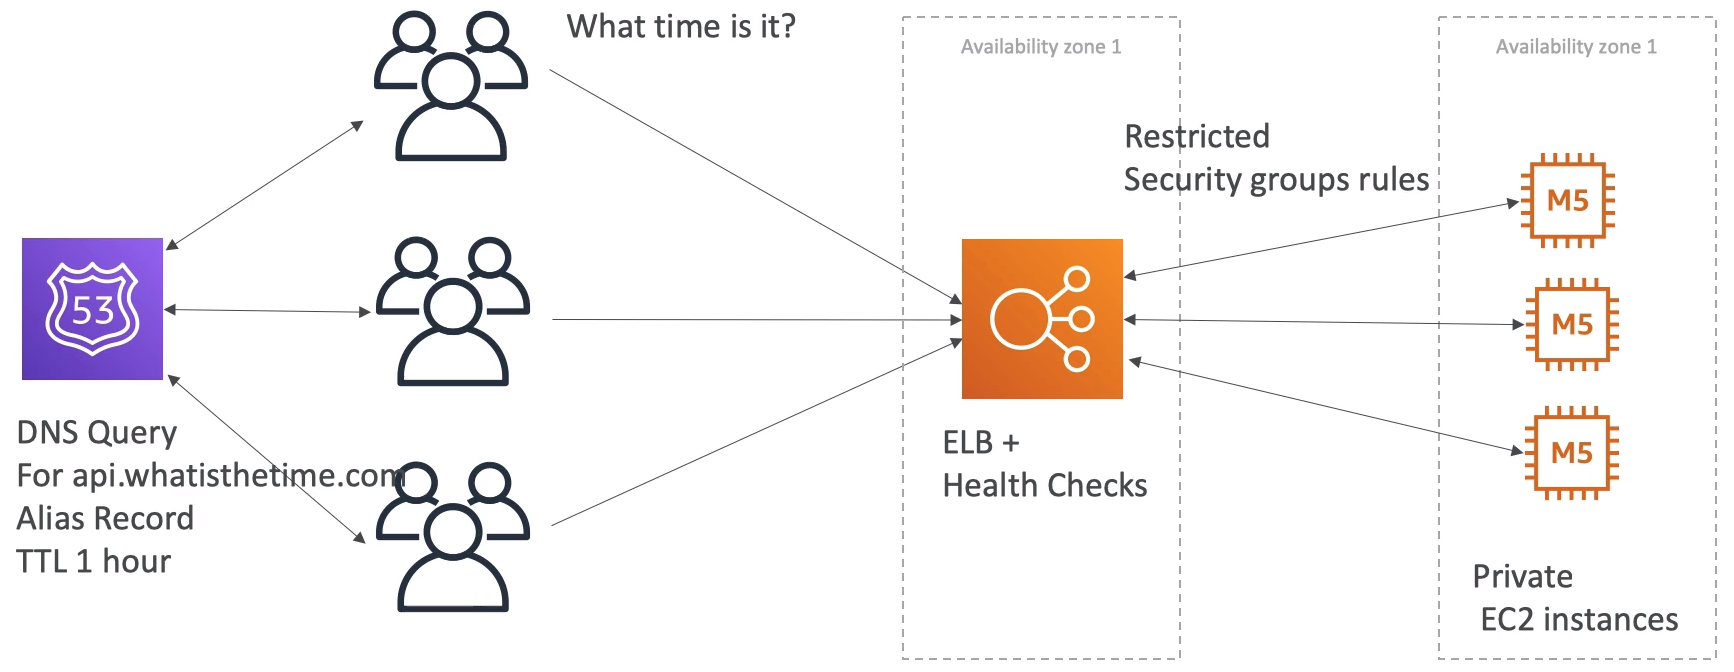 What time is it?
Availability zone 1
Availability zone 1
Restricted
Security groups rules
M5
M5
M5
53
DNS Query
For api.whatisthetime.com
Alias Record
TTL 1 hour
ELB +
Health Checks
Private
EC2 instances